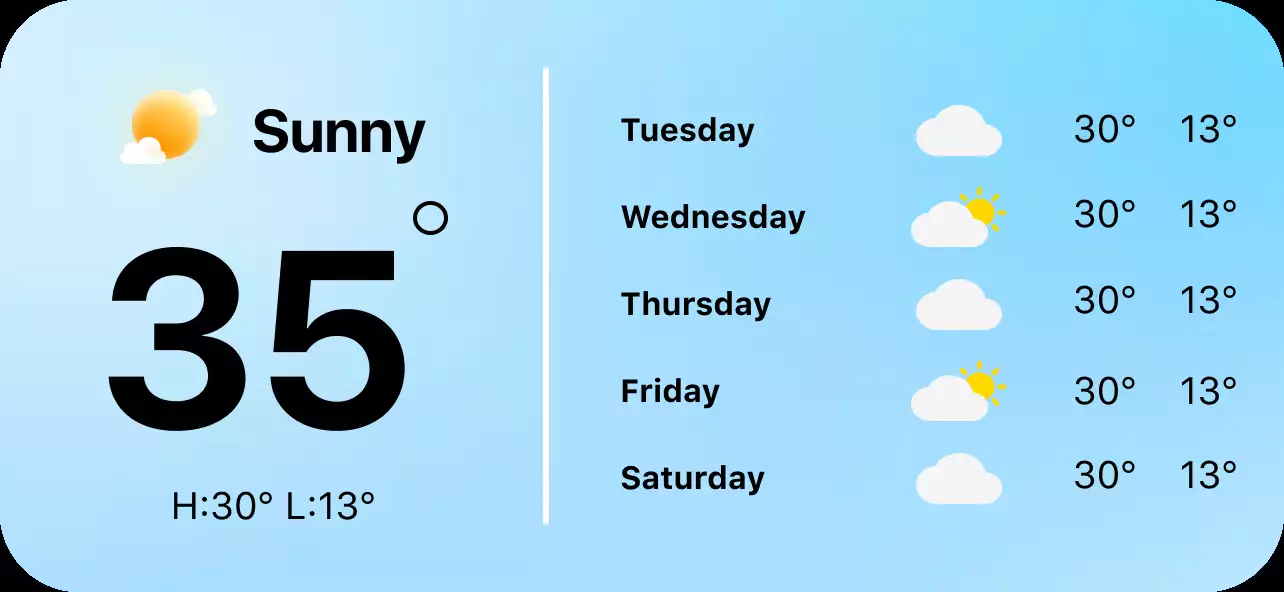 Sunny
35°
H:30° L:13°
Tuesday 30° 13°
Wednesday 30° 13°
Thursday 30° 13°
Friday 30° 13°
Saturday 30° 13°